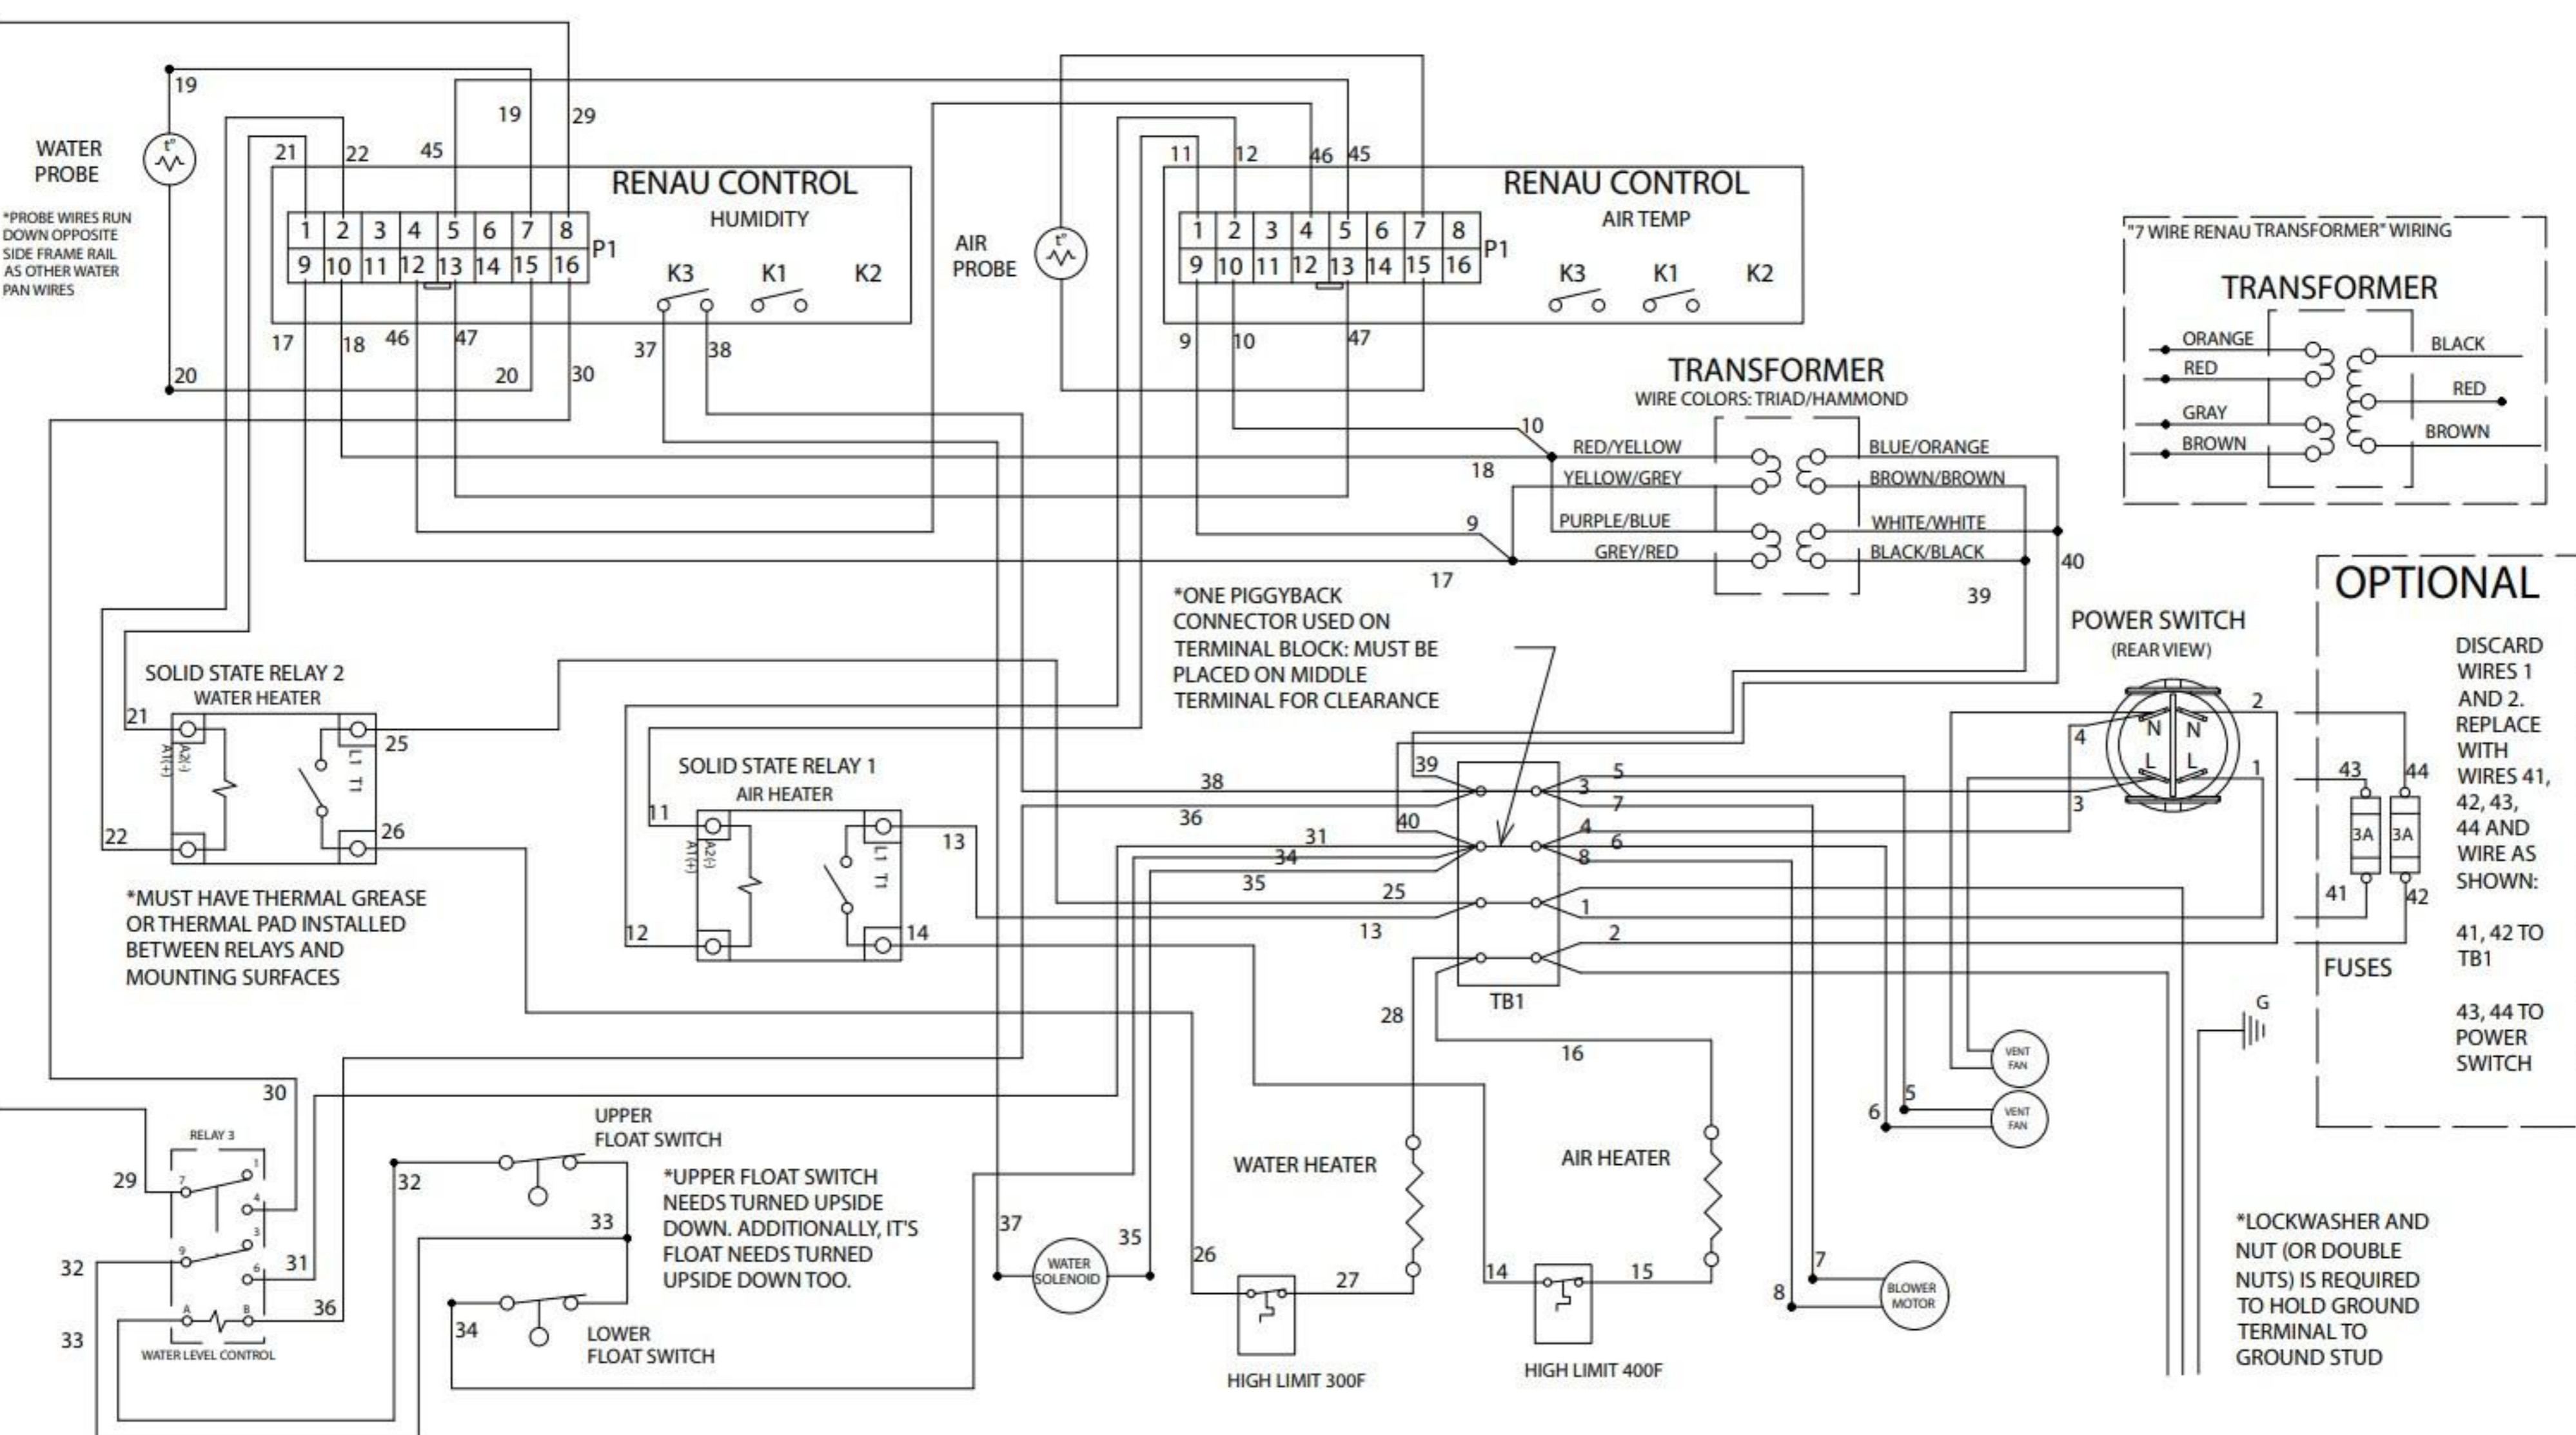 19
19
29
WATER
PROBE
t°
*PROBE WIRES RUN
DOWN OPPOSITE
SIDE FRAME RAIL
AS OTHER WATER
PAN WIRES
20
21
22
45
RENAU CONTROL
HUMIDITY
1 2 3 4 5 6 7 8
9 10 11 12 13 14 15 16
P1
K3 K1 K2
17
18
46
47
20
30
37
38
AIR
PROBE
t°
11
12
46
45
RENAU CONTROL
AIR TEMP
1 2 3 4 5 6 7 8
9 10 11 12 13 14 15 16
P1
K3 K1 K2
9
10
47
TRANSFORMER
WIRE COLORS: TRIAD/HAMMOND
10
RED/YELLOW
BLUE/ORANGE
18
YELLOW/GREY
BROWN/BROWN
9
PURPLE/BLUE
WHITE/WHITE
GREY/RED
BLACK/BLACK
17
39
40
"7 WIRE RENAU TRANSFORMER" WIRING
TRANSFORMER
ORANGE
BLACK
RED
RED
GRAY
BROWN
BROWN
*ONE PIGGYBACK
CONNECTOR USED ON
TERMINAL BLOCK: MUST BE
PLACED ON MIDDLE
TERMINAL FOR CLEARANCE
POWER SWITCH
(REAR VIEW)
N N
L L
2
4
1
3
OPTIONAL
DISCARD
WIRES 1
AND 2.
REPLACE
WITH
WIRES 41,
42, 43,
44 AND
WIRE AS
SHOWN:
41, 42 TO
TB1
43, 44 TO
POWER
SWITCH
43
44
3A
3A
41
42
FUSES
SOLID STATE RELAY 2
WATER HEATER
21
A2(-)
A1(+)
L1 T1
25
22
26
*MUST HAVE THERMAL GREASE
OR THERMAL PAD INSTALLED
BETWEEN RELAYS AND
MOUNTING SURFACES
SOLID STATE RELAY 1
AIR HEATER
11
A2(-)
A1(+)
L1 T1
13
12
14
39
38
36
40
31
34
35
25
13
5
3
7
4
6
8
1
2
TB1
28
16
G
VENT
FAN
5
6
VENT
FAN
30
RELAY 3
29
7
1
4
3
9
6
32
31
A
B
36
33
WATER LEVEL CONTROL
UPPER
FLOAT SWITCH
32
33
*UPPER FLOAT SWITCH
NEEDS TURNED UPSIDE
DOWN. ADDITIONALLY, IT'S
FLOAT NEEDS TURNED
UPSIDE DOWN TOO.
34
LOWER
FLOAT SWITCH
37
WATER
SOLENOID
35
WATER HEATER
26
27
HIGH LIMIT 300F
AIR HEATER
14
15
HIGH LIMIT 400F
7
8
BLOWER
MOTOR
*LOCKWASHER AND
NUT (OR DOUBLE
NUTS) IS REQUIRED
TO HOLD GROUND
TERMINAL TO
GROUND STUD